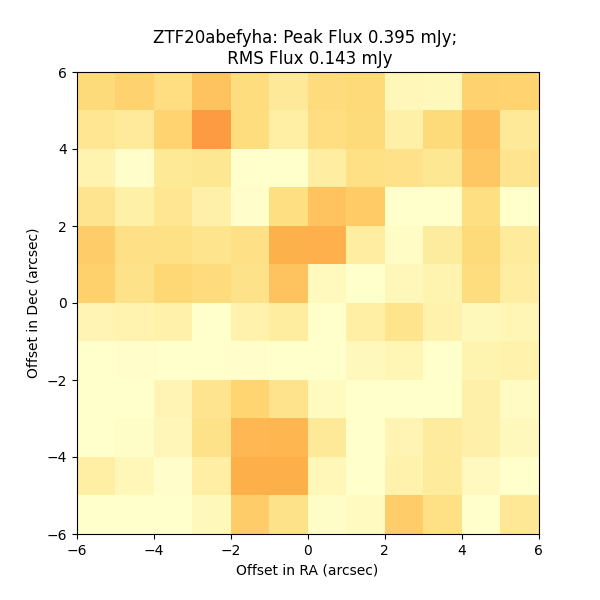 ZTF20abefyha: Peak Flux 0.395 mJy;
RMS Flux 0.143 mJy
6
4
2
0
−2
−4
−6
Offset in Dec (arcsec)
−6 −4 −2 0 2 4 6
Offset in RA (arcsec)